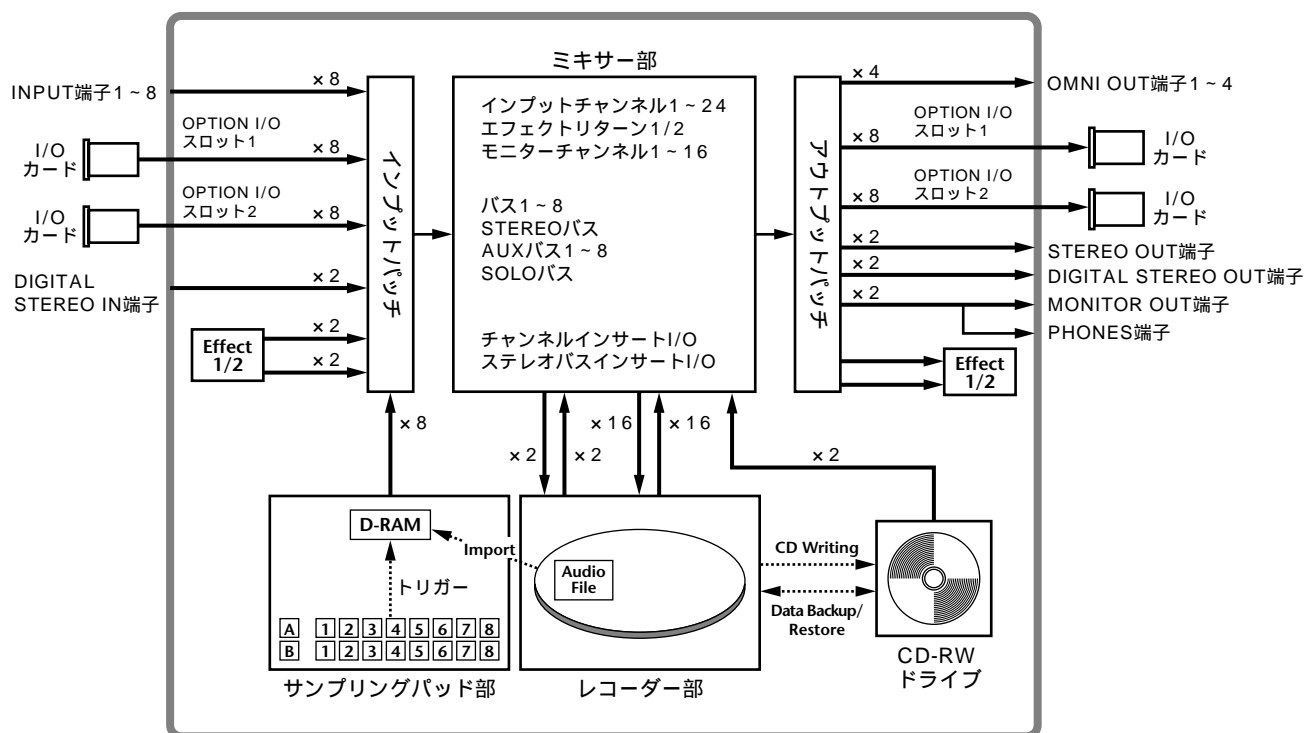 ミキサー部
INPUT端子1 ~ 8
× 8
I/O
カード
OPTION I/O
スロット1
× 8
I/O
カード
OPTION I/O
スロット2
× 8
DIGITAL
STEREO IN端子
× 2
Effect
1/2
× 2
× 2
インプットパッチ
インプットチャンネル1 ~ 24
エフェクトリターン1/2
モニターチャンネル1 ~ 16
バス1 ~ 8
STEREOバス
AUXバス1 ~ 8
SOLOバス
チャンネルインサートI/O
ステレオバスインサートI/O
アウトプットパッチ
× 4
OMNI OUT端子1 ~ 4
× 8
OPTION I/O
スロット1
I/O
カード
× 8
OPTION I/O
スロット2
I/O
カード
× 2
STEREO OUT端子
× 2
DIGITAL STEREO OUT端子
× 2
MONITOR OUT端子
PHONES端子
Effect
1/2
× 8
× 2
× 2
× 16
× 16
× 2
D-RAM
Import
トリガー
A 1 2 3 4 5 6 7 8
B 1 2 3 4 5 6 7 8
サンプリングパッド部
Audio
File
レコーダー部
CD Writing
Data Backup/
Restore
CD-RW
ドライブ